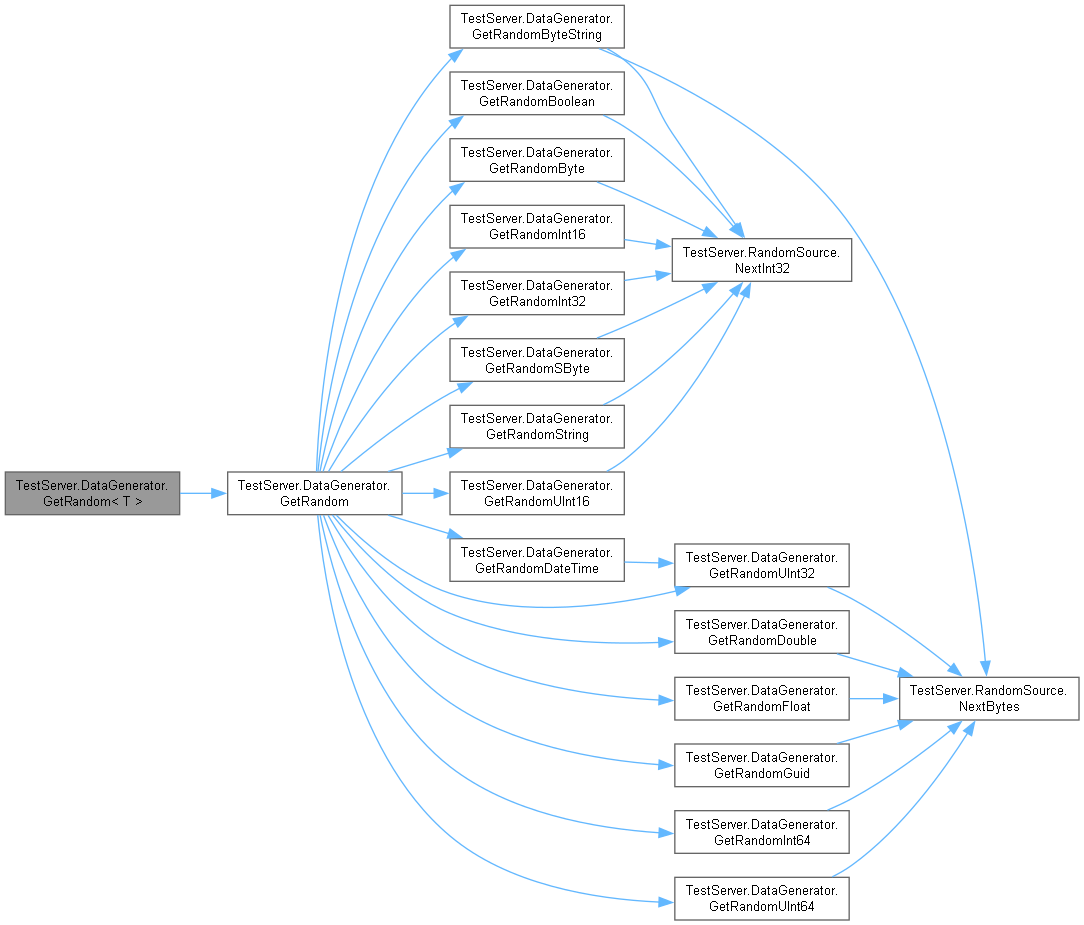 TestServer.DataGenerator.
GetRandomByteString
TestServer.DataGenerator.
GetRandomBoolean
TestServer.DataGenerator.
GetRandomByte
TestServer.DataGenerator.
GetRandomInt16
TestServer.RandomSource.
NextInt32
TestServer.DataGenerator.
GetRandomInt32
TestServer.DataGenerator.
GetRandomSByte
TestServer.DataGenerator.
GetRandomString
TestServer.DataGenerator.
GetRandom< T >
TestServer.DataGenerator.
GetRandom
TestServer.DataGenerator.
GetRandomUInt16
TestServer.DataGenerator.
GetRandomDateTime
TestServer.DataGenerator.
GetRandomUInt32
TestServer.DataGenerator.
GetRandomDouble
TestServer.DataGenerator.
GetRandomFloat
TestServer.RandomSource.
NextBytes
TestServer.DataGenerator.
GetRandomGuid
TestServer.DataGenerator.
GetRandomInt64
TestServer.DataGenerator.
GetRandomUInt64